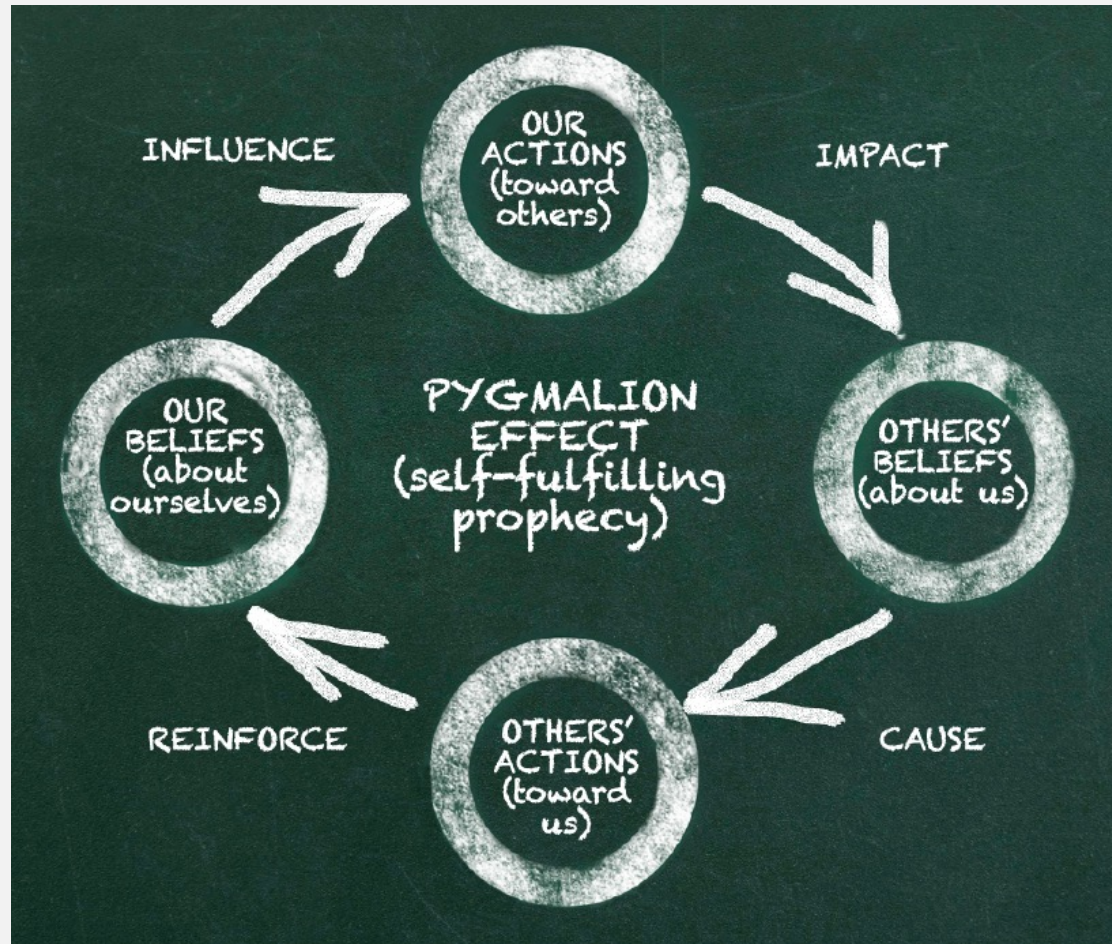 INFLUENCE
OUR
ACTIONS
(toward
others)
IMPACT
OUR
BELIEFS
(about
ourselves)
PYGMALION
EFFECT
(self-fulfilling
prophecy)
OTHERS'
BELIEFS
(about us)
REINFORCE
OTHERS'
ACTIONS
(toward
us)
CAUSE